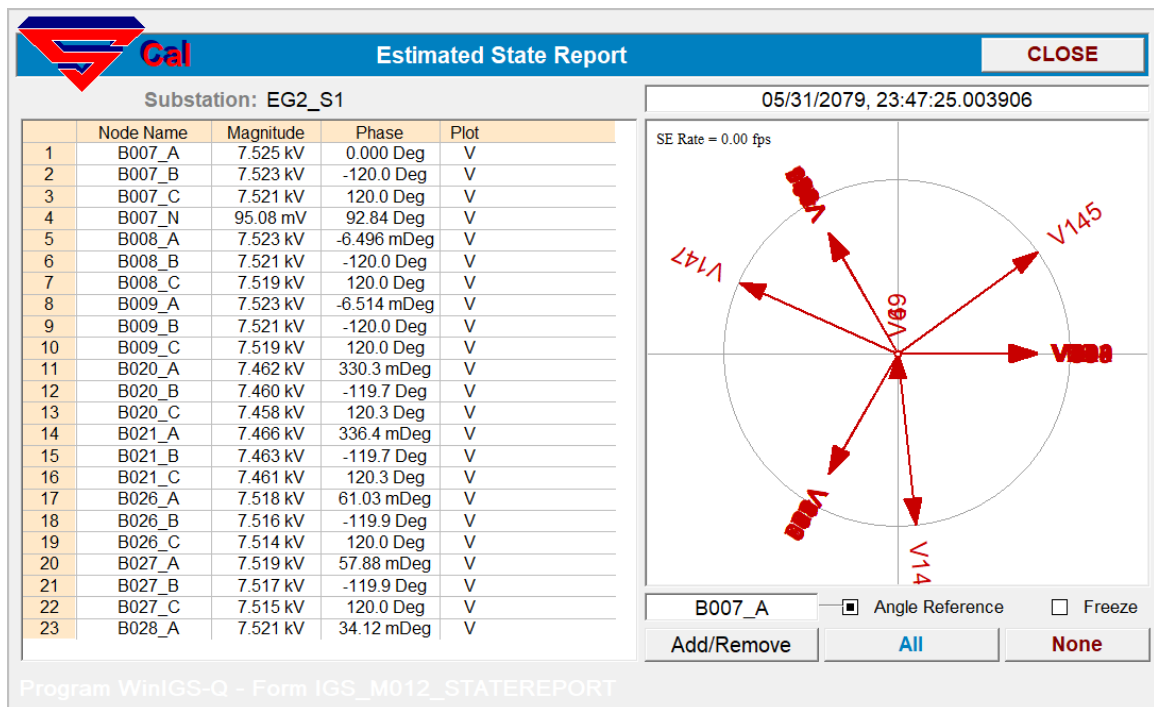 Cal
Estimated State Report
CLOSE
Substation: EG2_S1
05/31/2079, 23:47:25.003906
Node Name Magnitude Phase Plot
1 B007_A 7.525 kV 0.000 Deg V
2 B007_B 7.523 kV -120.0 Deg V
3 B007_C 7.521 kV 120.0 Deg V
4 B007_N 95.08 mV 92.84 Deg V
5 B008_A 7.523 kV -6.496 mDeg V
6 B008_B 7.521 kV -120.0 Deg V
7 B008_C 7.519 kV 120.0 Deg V
8 B009_A 7.523 kV -6.514 mDeg V
9 B009_B 7.521 kV -120.0 Deg V
10 B009_C 7.519 kV 120.0 Deg V
11 B020_A 7.462 kV 330.3 mDeg V
12 B020_B 7.460 kV -119.7 Deg V
13 B020_C 7.458 kV 120.3 Deg V
14 B021_A 7.466 kV 336.4 mDeg V
15 B021_B 7.463 kV -119.7 Deg V
16 B021_C 7.461 kV 120.3 Deg V
17 B026_A 7.518 kV 61.03 mDeg V
18 B026_B 7.516 kV -119.9 Deg V
19 B026_C 7.514 kV 120.0 Deg V
20 B027_A 7.519 kV 57.88 mDeg V
21 B027_B 7.517 kV -119.9 Deg V
22 B027_C 7.515 kV 120.0 Deg V
23 B028_A 7.521 kV 34.12 mDeg V
SE Rate = 0.00 fps
V145
V147
V14
B007_A
Angle Reference
Freeze
Add/Remove
All
None
Program WinIGS-Q - Form IGS_M012_STATEREPORT